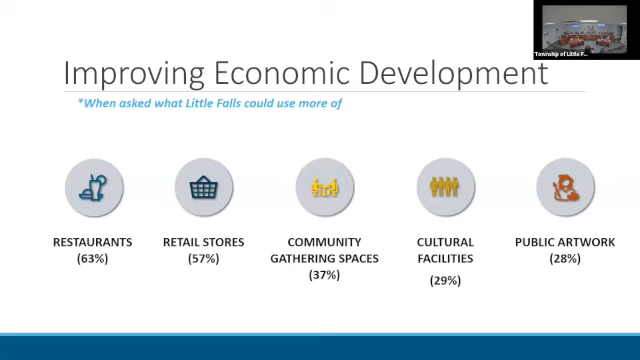 Township of Little F...
Improving Economic Development
*When asked what Little Falls could use more of
RESTAURANTS
(63%)
RETAIL STORES
(57%)
COMMUNITY
GATHERING SPACES
(37%)
CULTURAL
FACILITIES
(29%)
PUBLIC ARTWORK
(28%)